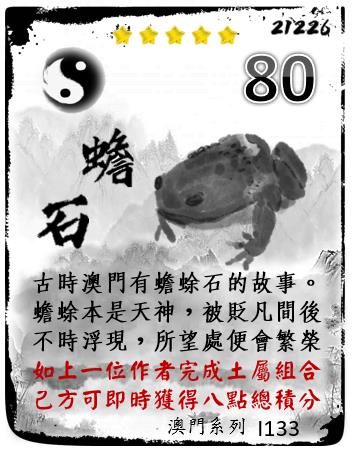 21226
80
蟾
石
古時澳門有蟾蜍石的故事。
蟾蜍本是天神，被貶凡間後
不時浮現，所望處便會繁榮
如上一位作者完成土屬組合
己方可即時獲得八點總積分
澳門系列 I133